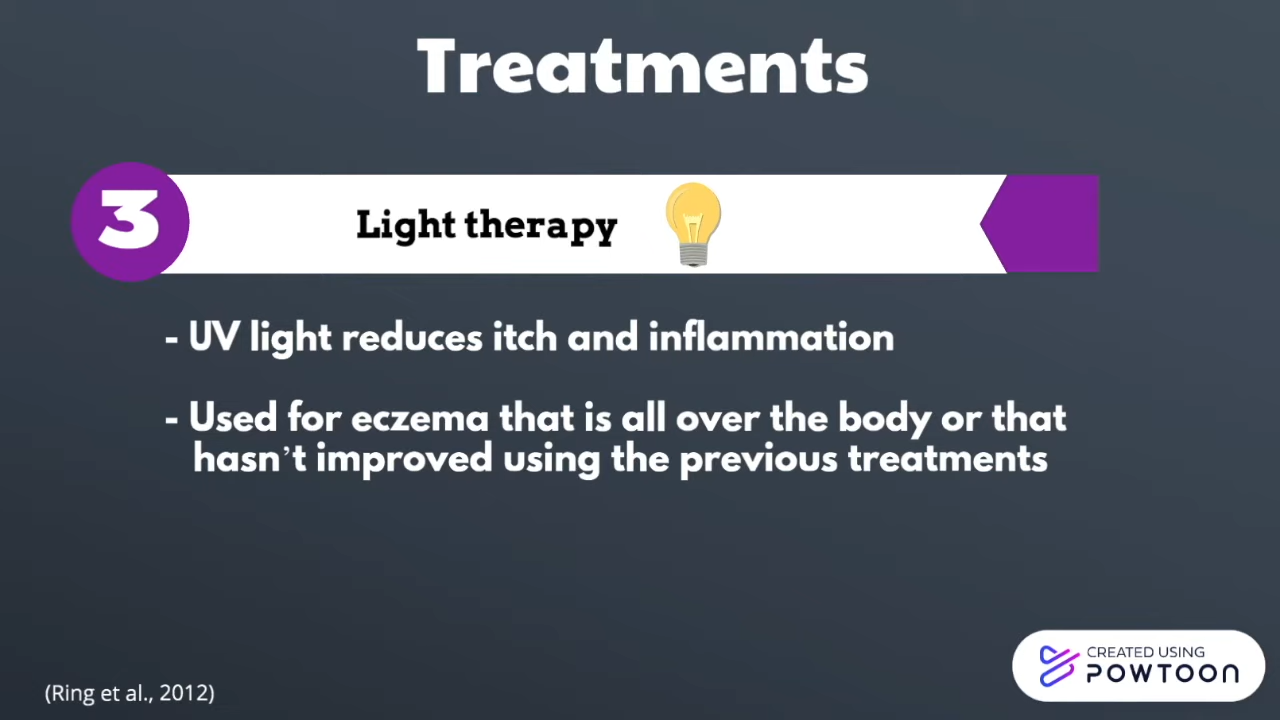 Treatments
3
Light therapy
- UV light reduces itch and inflammation
- Used for eczema that is all over the body or that
hasn't improved using the previous treatments
CREATED USING
POWTOON
(Ring et al., 2012)